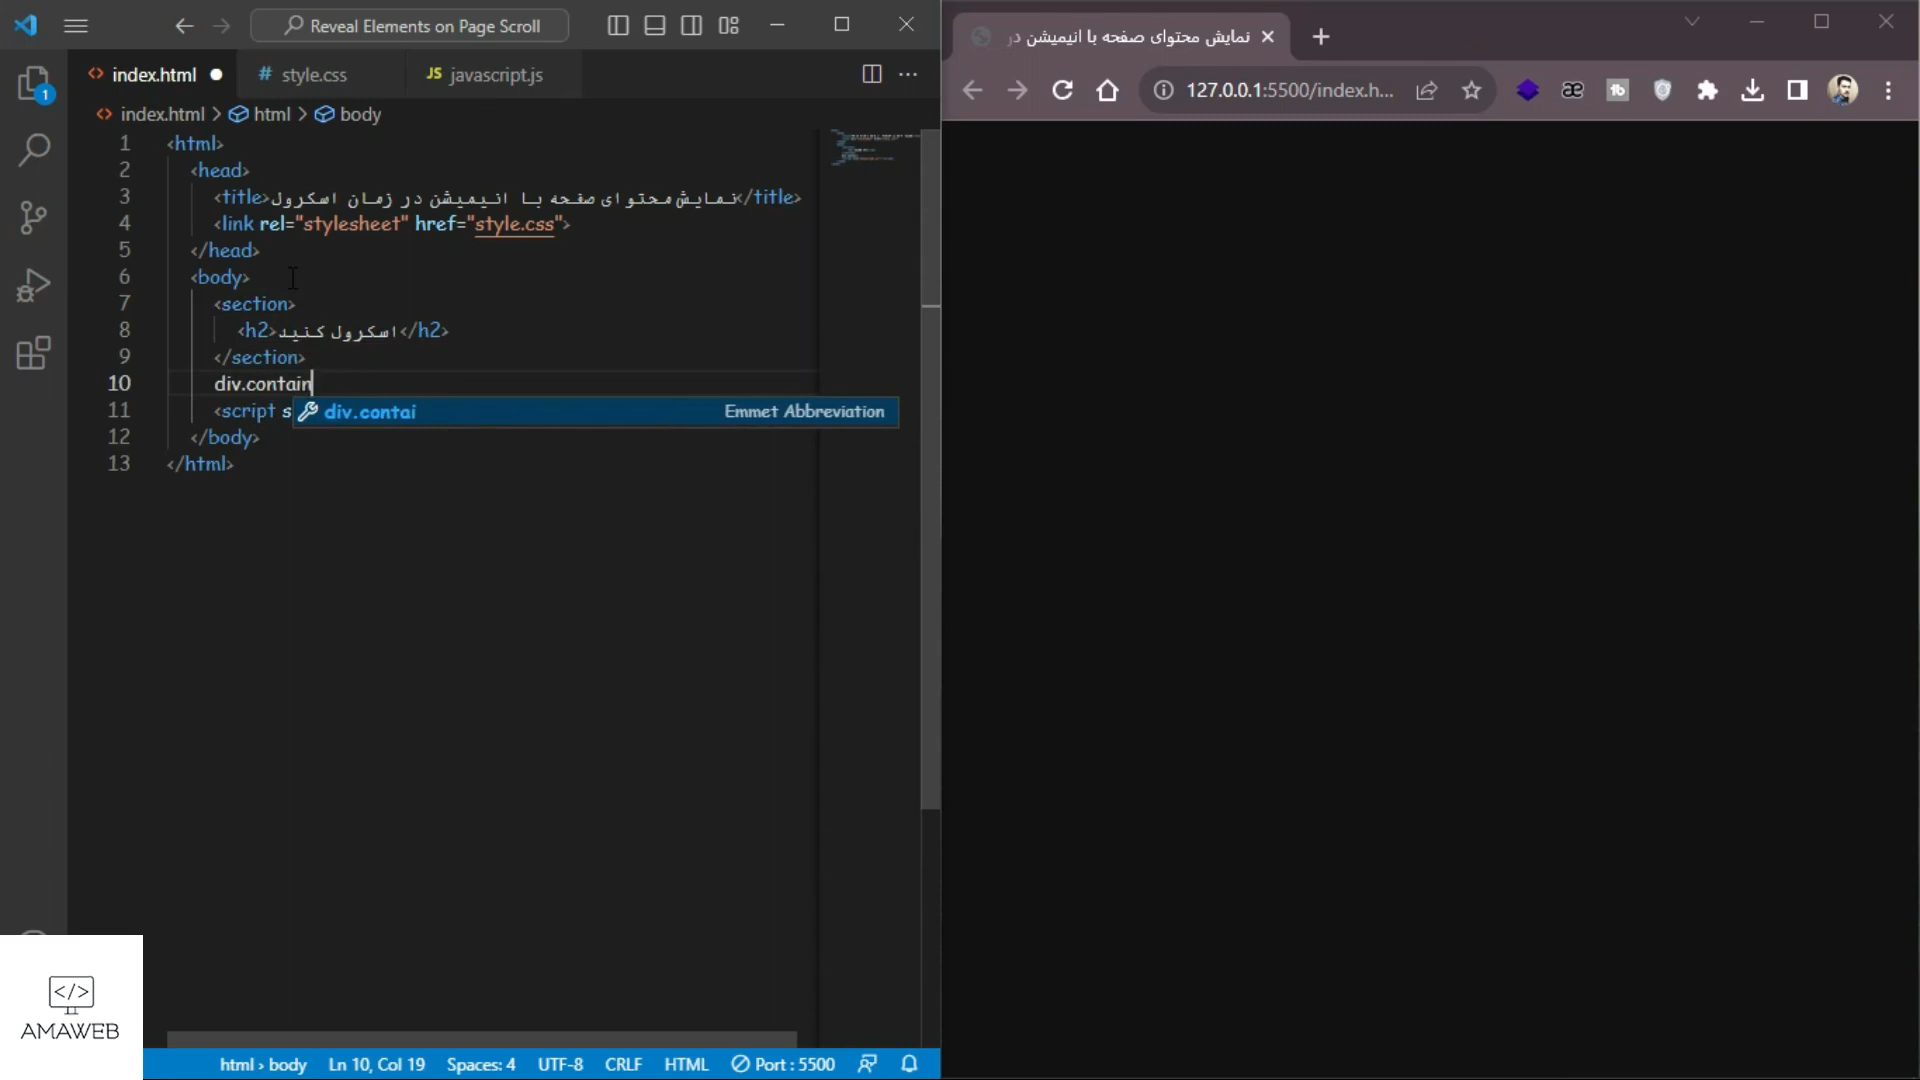 Reveal Elements on Page Scroll
index.html
# style.css
JS javascript.js
index.html > html > body
1 <html>
2 <head>
3 <title>نمایش محتوای صفحه با انیمیشن در زمان اسکرول</title>
4 <link rel="stylesheet" href="style.css">
5 </head>
6 <body>
7 <section>
8 <h2>اسکرول کنید</h2>
9 </section>
10 div.contain
11 <script s
div.contai Emmet Abbreviation
12 </body>
13 </html>
1
</>
AMAWEB
html › body Ln 10, Col 19 Spaces: 4 UTF-8 CRLF HTML Port : 5500
نمایش محتوای صفحه با انیمیشن در
127.0.0.1:5500/index.h...
æ
tb